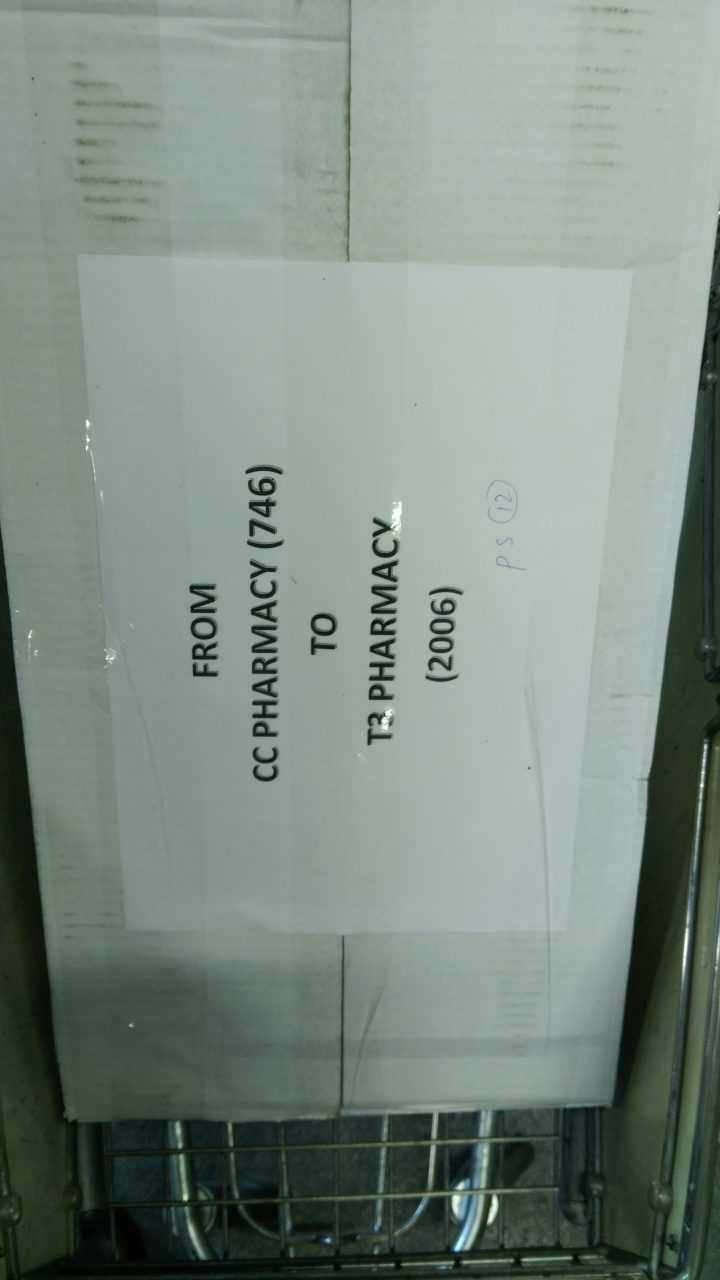 FROM
CC PHARMACY (746)
TO
T3 PHARMACY
(2006)
PS 12